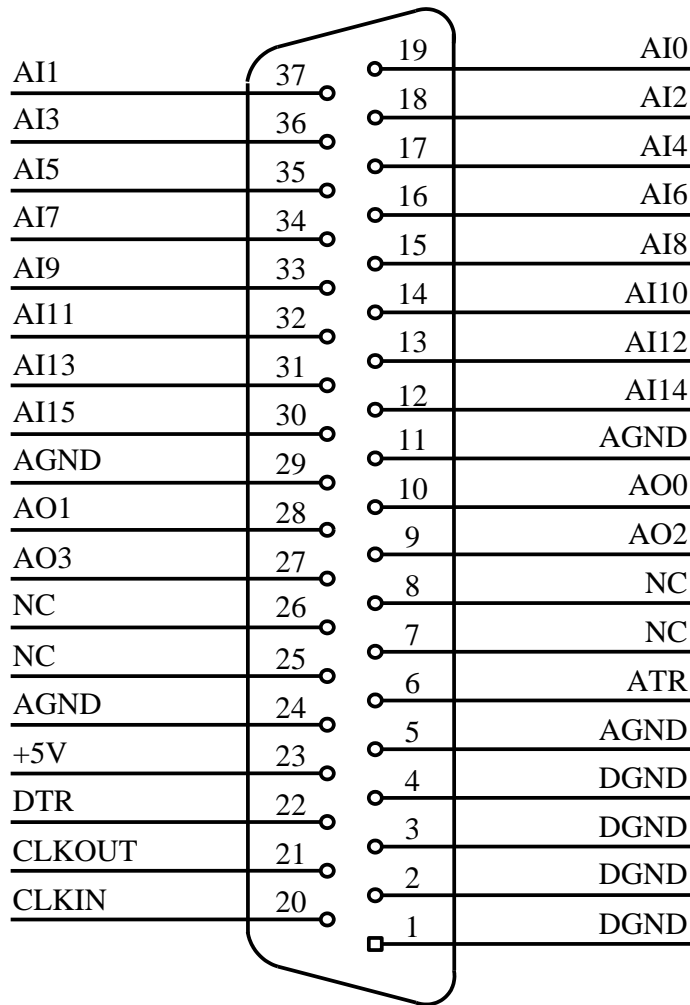 19 AI0
AI1 37
18 AI2
AI3 36
17 AI4
AI5 35
16 AI6
AI7 34
15 AI8
AI9 33
14 AI10
AI11 32
13 AI12
AI13 31
12 AI14
AI15 30
11 AGND
AGND 29
10 AO0
AO1 28
9 AO2
AO3 27
8 NC
NC 26
7 NC
NC 25
6 ATR
AGND 24
5 AGND
+5V 23
4 DGND
DTR 22
3 DGND
CLKOUT 21
2 DGND
CLKIN 20
1 DGND